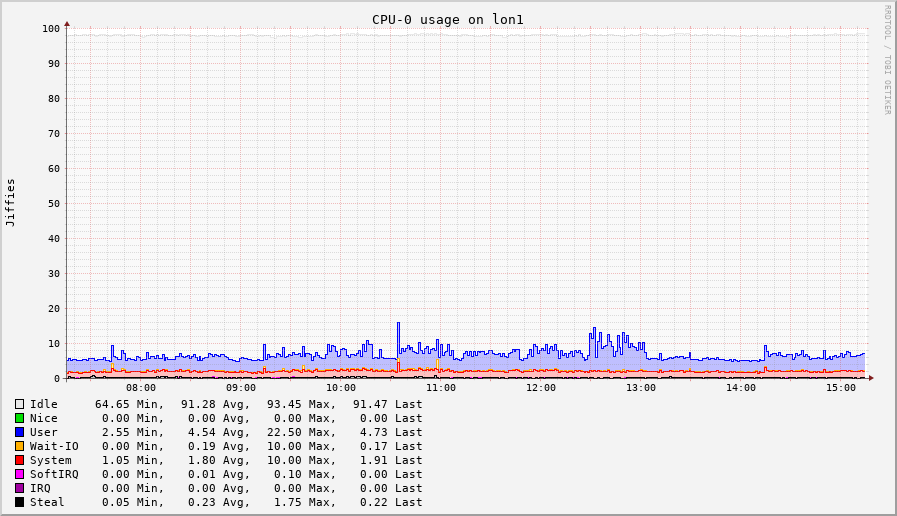 CPU-0 usage on lon1
RRDTOOL / TOBI OETIKER
Jiffies
100
90
80
70
60
50
40
30
20
10
0
08:00 09:00 10:00 11:00 12:00 13:00 14:00 15:00
Idle 64.65 Min, 91.28 Avg, 93.45 Max, 91.47 Last
Nice 0.00 Min, 0.00 Avg, 0.00 Max, 0.00 Last
User 2.55 Min, 4.54 Avg, 22.50 Max, 4.73 Last
Wait-IO 0.00 Min, 0.19 Avg, 10.00 Max, 0.17 Last
System 1.05 Min, 1.80 Avg, 10.00 Max, 1.91 Last
SoftIRQ 0.00 Min, 0.01 Avg, 0.10 Max, 0.00 Last
IRQ 0.00 Min, 0.00 Avg, 0.00 Max, 0.00 Last
Steal 0.05 Min, 0.23 Avg, 1.75 Max, 0.22 Last